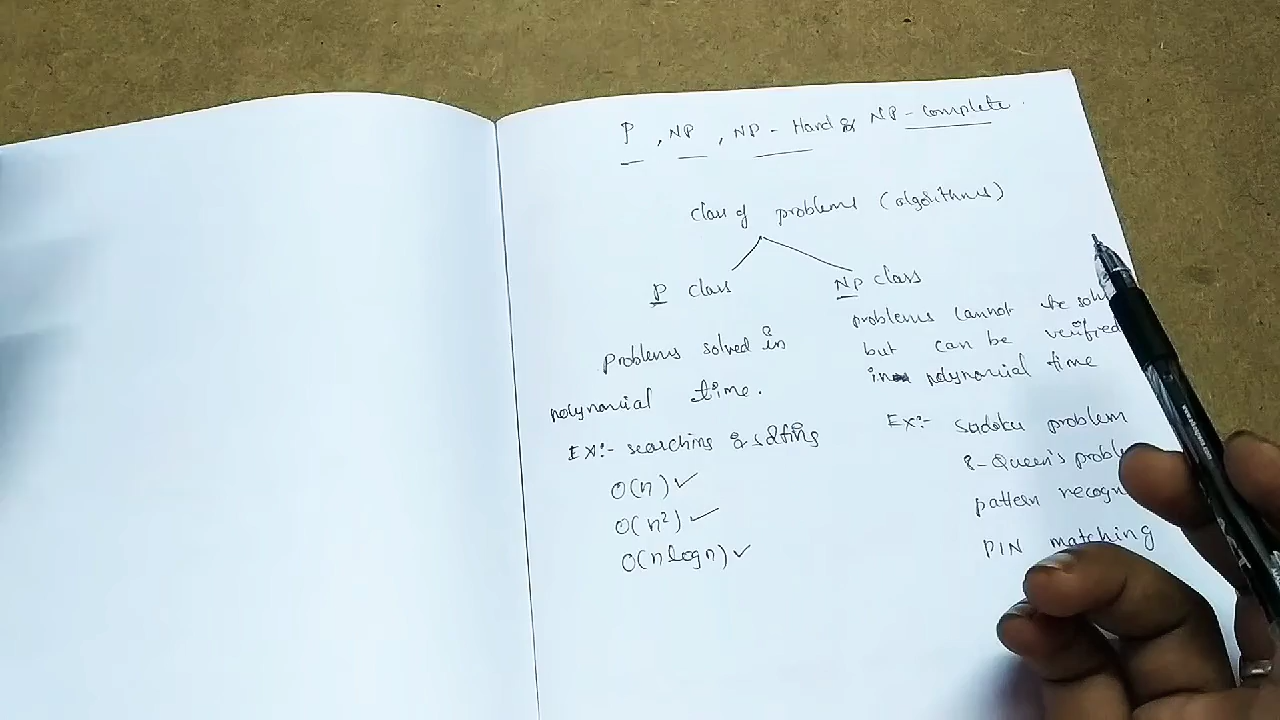 P, NP, NP-Hard & NP-Complete.
class of problems (algorithms)
P class
NP class
problems solved in
polynomial time.
Ex:- searching & sorting
O(n) ✓
O(n²) ✓
O(n log n) ✓
problems cannot be
but can be verified
in polynomial time
Ex:- Sudoku problem
8-Queen's
pattern
PIN matching